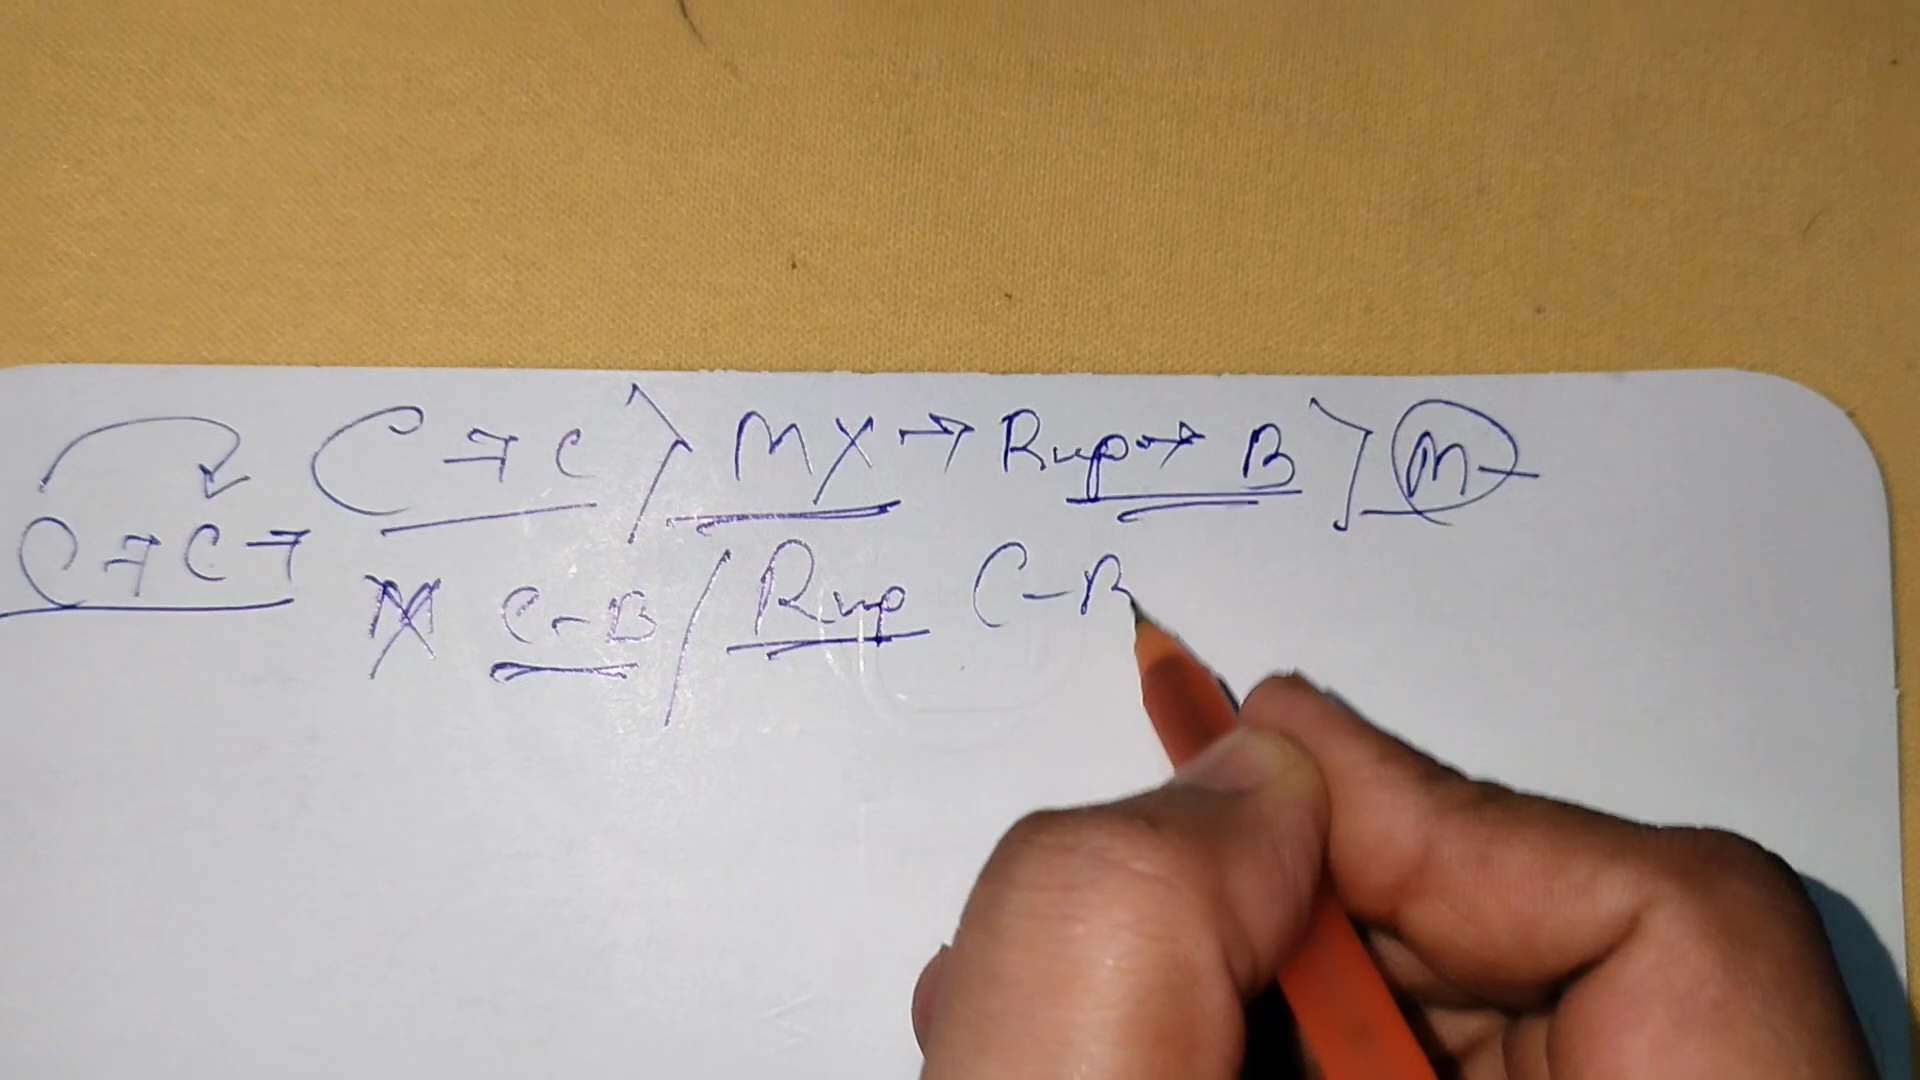 C → C > MX → Rup → B > M
C → C →
M C-B / Rup C-B